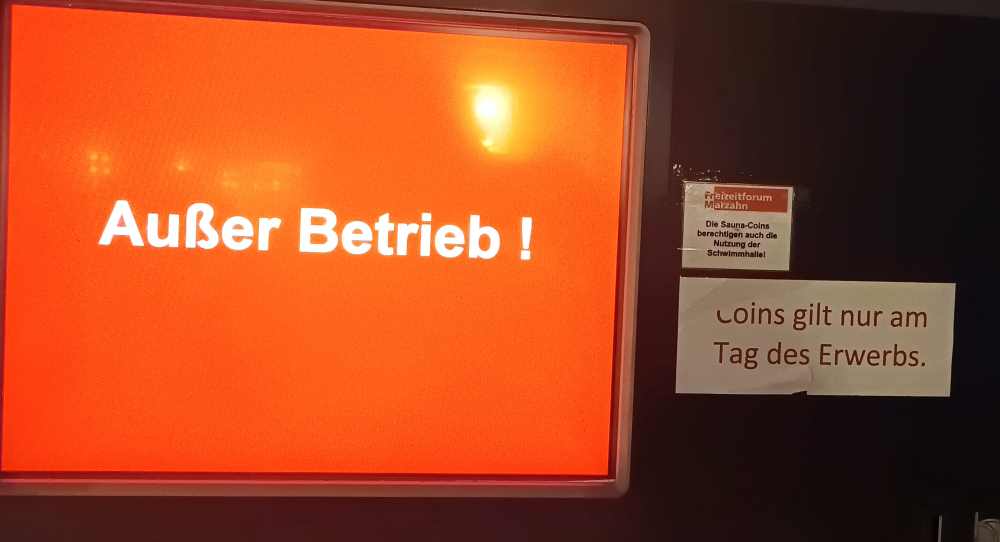 Außer Betrieb !
Freizeitforum
Marzahn
Die Sauna-Coins
berechtigen auch die
Nutzung der
Schwimmhalle!
Coins gilt nur am
Tag des Erwerbs.